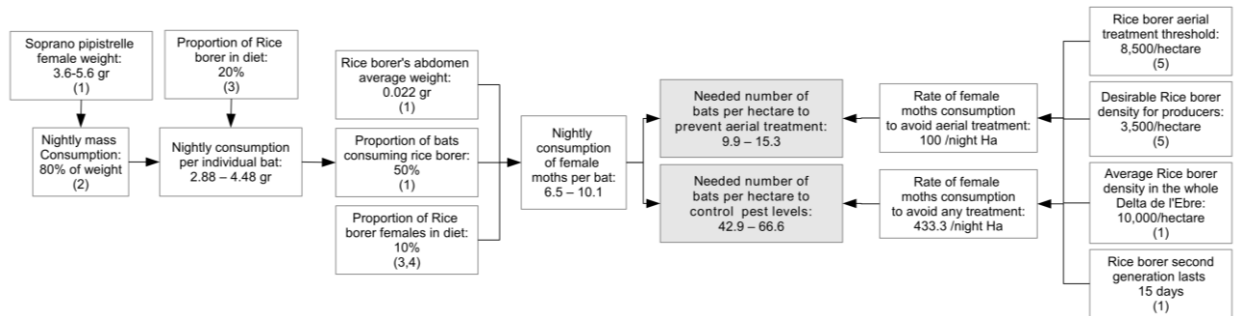 Soprano pipistrelle
female weight:
3.6-5.6 gr
(1)
Proportion of Rice
borer in diet:
20%
(3)
Nightly mass
Consumption:
80% of weight
(2)
Nightly consumption
per individual bat:
2.88 – 4.48 gr
Rice borer's abdomen
average weight:
0.022 gr
(1)
Proportion of bats
consuming rice borer:
50%
(1)
Proportion of Rice
borer females in diet:
10%
(3,4)
Nightly
consumption
of female
moths per bat:
6.5 – 10.1
Needed number of
bats per hectare to
prevent aerial treatment:
9.9 – 15.3
Needed number of
bats per hectare to
control pest levels:
42.9 – 66.6
Rate of female
moths consumption
to avoid aerial treatment:
100 /night Ha
Rate of female
moths consumption
to avoid any treatment:
433.3 /night Ha
Rice borer aerial
treatment threshold:
8,500/hectare
(5)
Desirable Rice borer
density for producers:
3,500/hectare
(5)
Average Rice borer
density in the whole
Delta de l'Ebre:
10,000/hectare
(1)
Rice borer second
generation lasts
15 days
(1)